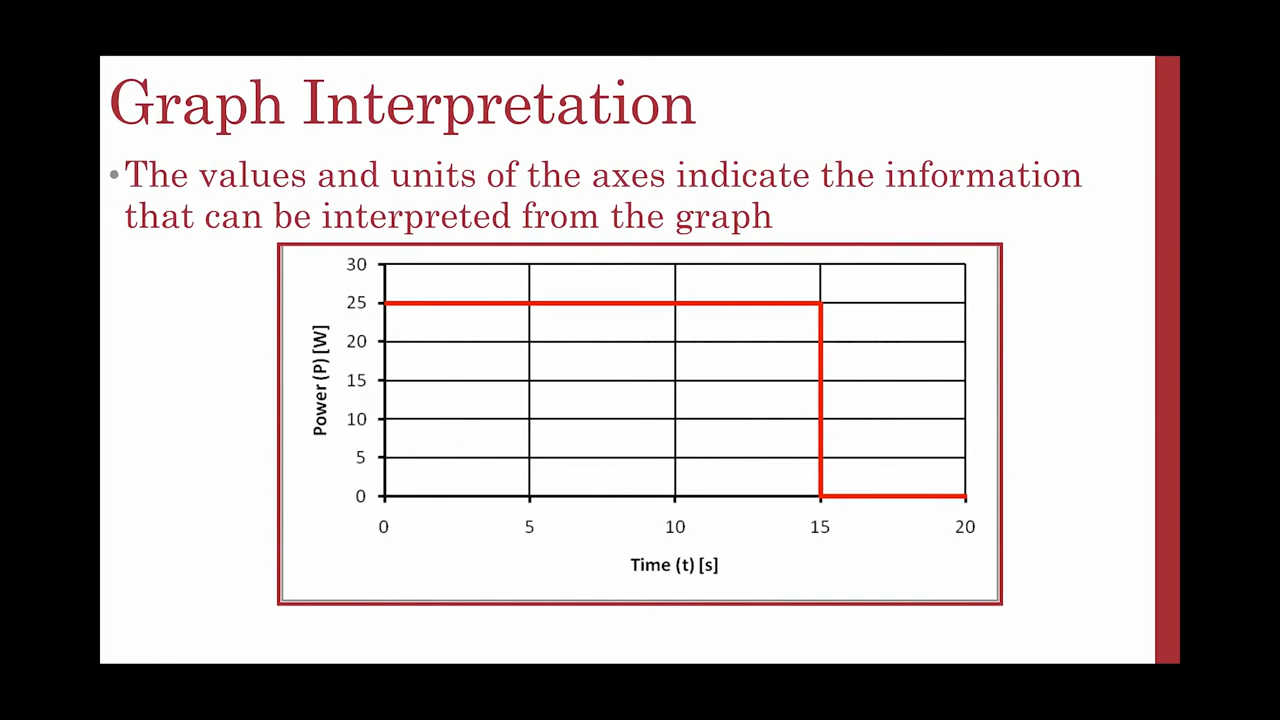 Graph Interpretation
•The values and units of the axes indicate the information
that can be interpreted from the graph
30
25
20
15
10
5
0
Power (P) [W]
0 5 10 15 20
Time (t) [s]